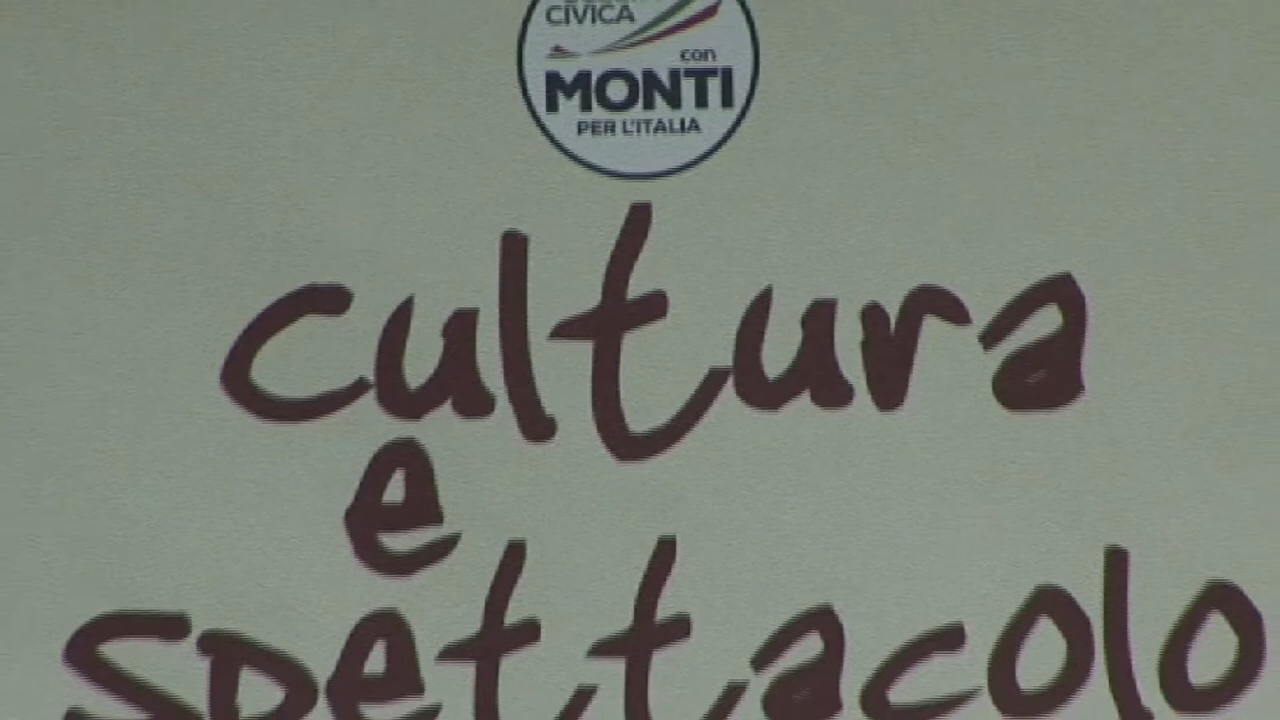 CIVICA
con
MONTI
PER L'ITALIA
cultura
e
spettacolo